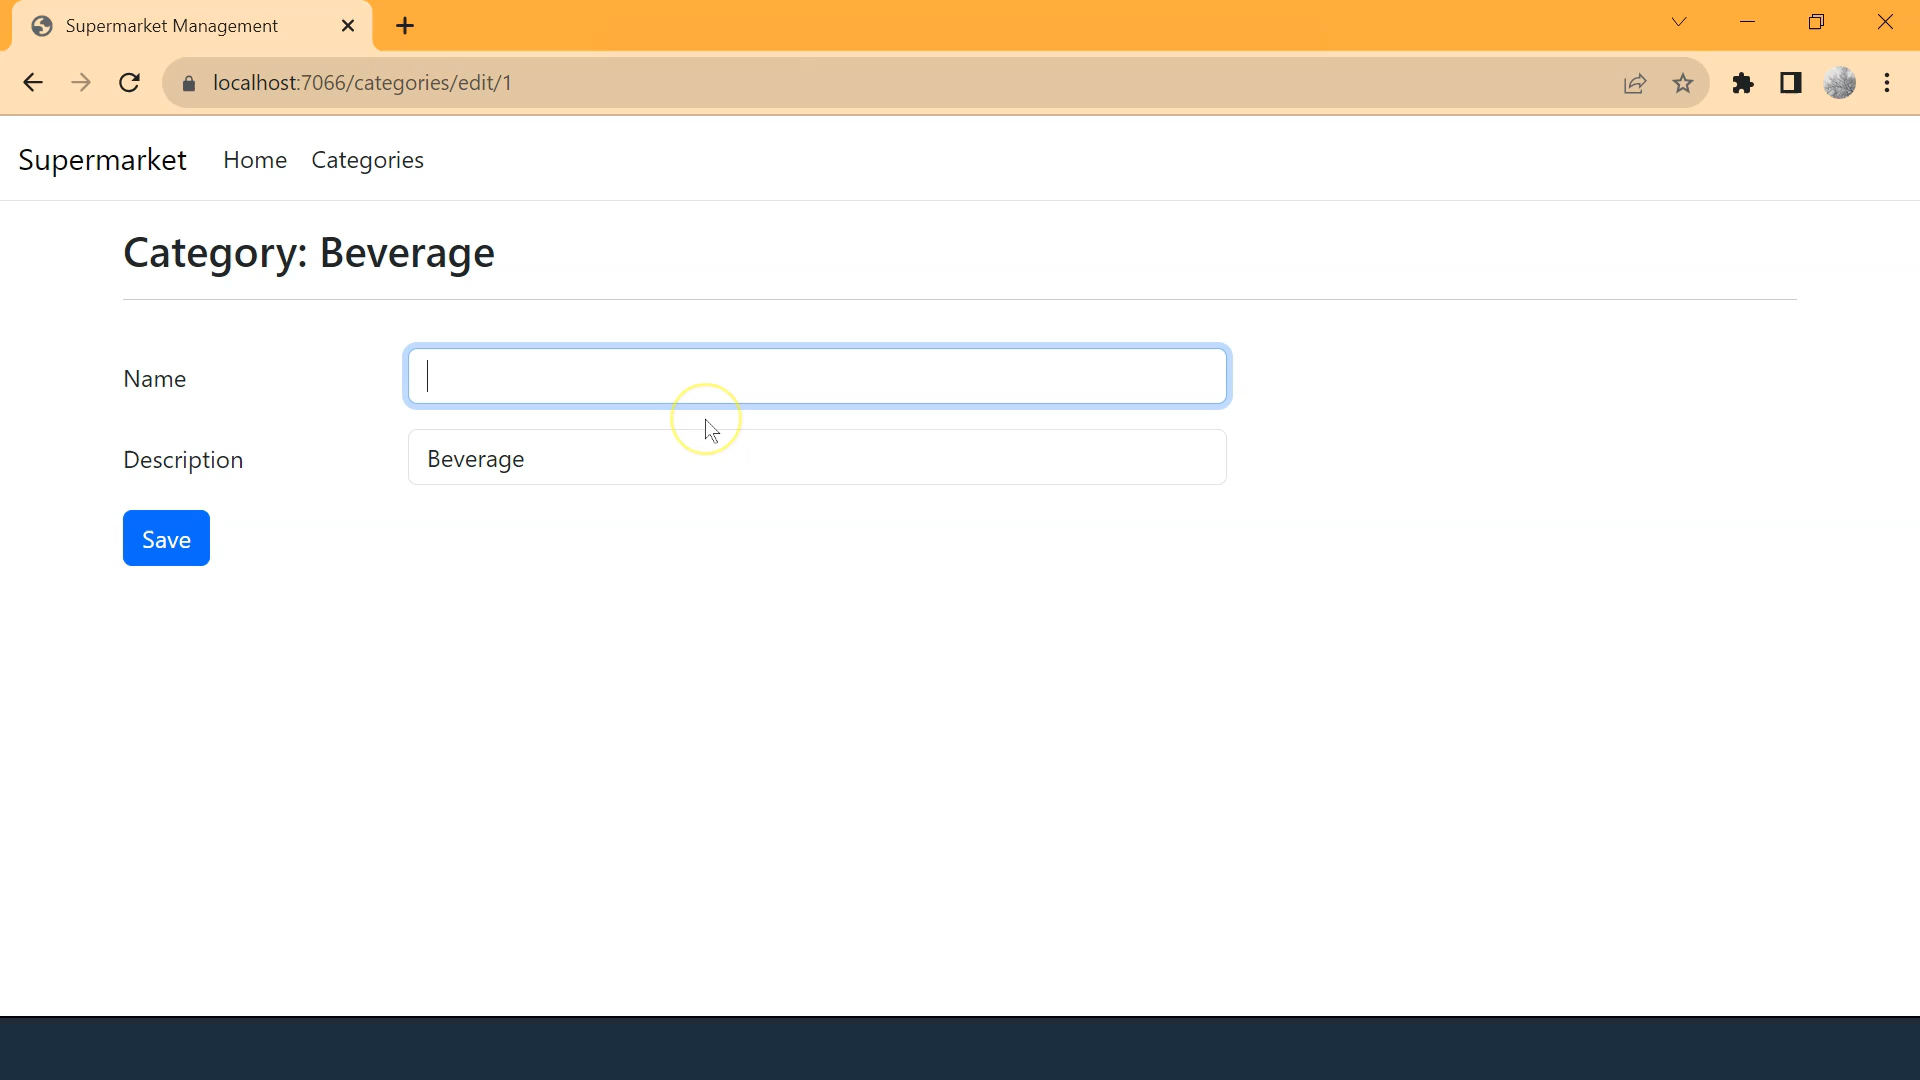 Supermarket Management
localhost:7066/categories/edit/1
Supermarket Home Categories
Category: Beverage
Name
Description Beverage
Save